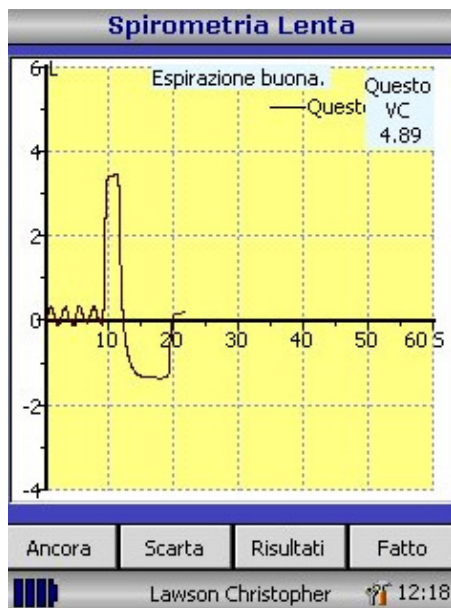 Spirometria Lenta
6 L
Espirazione buona.
Questo
Questo
VC
4.89
4
2
0
10 20 30 40 50 60 S
-2
-4
Ancora Scarta Risultati Fatto
Lawson Christopher 12:18